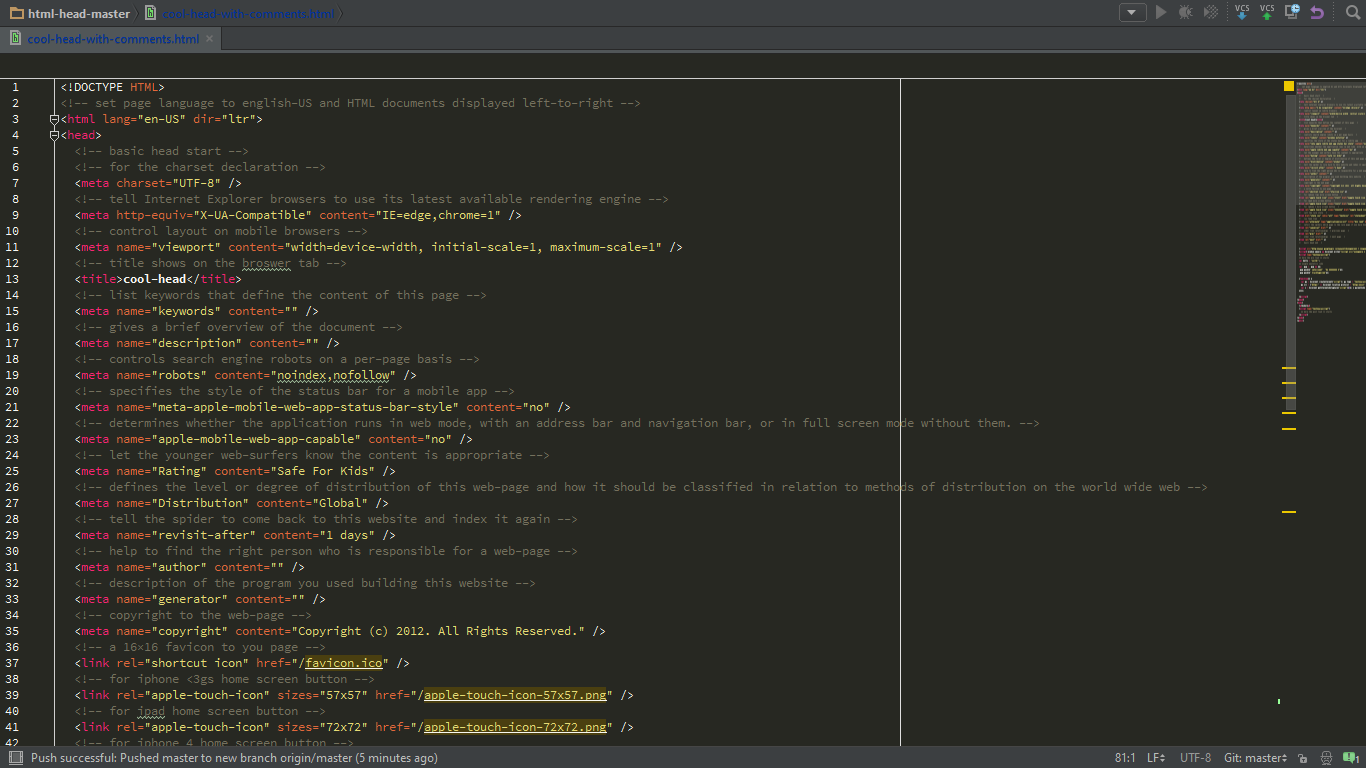 html-head-master cool-head-with-comments.html VCS VCS
cool-head-with-comments.html ×
1 <!DOCTYPE HTML>
2 <!-- set page language to english-US and HTML documents displayed left-to-right -->
3 <html lang="en-US" dir="ltr">
4 <head>
5 <!-- basic head start -->
6 <!-- for the charset declaration -->
7 <meta charset="UTF-8" />
8 <!-- tell Internet Explorer browsers to use its latest available rendering engine -->
9 <meta http-equiv="X-UA-Compatible" content="IE=edge,chrome=1" />
10 <!-- control layout on mobile browsers -->
11 <meta name="viewport" content="width=device-width, initial-scale=1, maximum-scale=1" />
12 <!-- title shows on the broswer tab -->
13 <title>cool-head</title>
14 <!-- list keywords that define the content of this page -->
15 <meta name="keywords" content="" />
16 <!-- gives a brief overview of the document -->
17 <meta name="description" content="" />
18 <!-- controls search engine robots on a per-page basis -->
19 <meta name="robots" content="noindex,nofollow" />
20 <!-- specifies the style of the status bar for a mobile app -->
21 <meta name="meta-apple-mobile-web-app-status-bar-style" content="no" />
22 <!-- determines whether the application runs in web mode, with an address bar and navigation bar, or in full screen mode without them. -->
23 <meta name="apple-mobile-web-app-capable" content="no" />
24 <!-- let the younger web-surfers know the content is appropriate -->
25 <meta name="Rating" content="Safe For Kids" />
26 <!-- defines the level or degree of distribution of this web-page and how it should be classified in relation to methods of distribution on the world wide web -->
27 <meta name="Distribution" content="Global" />
28 <!-- tell the spider to come back to this website and index it again -->
29 <meta name="revisit-after" content="1 days" />
30 <!-- help to find the right person who is responsible for a web-page -->
31 <meta name="author" content="" />
32 <!-- description of the program you used building this website -->
33 <meta name="generator" content="" />
34 <!-- copyright to the web-page -->
35 <meta name="copyright" content="Copyright (c) 2012. All Rights Reserved." />
36 <!-- a 16×16 favicon to you page -->
37 <link rel="shortcut icon" href="/favicon.ico" />
38 <!-- for iphone <3gs home screen button -->
39 <link rel="apple-touch-icon" sizes="57x57" href="/apple-touch-icon-57x57.png" />
40 <!-- for ipad home screen button -->
41 <link rel="apple-touch-icon" sizes="72x72" href="/apple-touch-icon-72x72.png" />
42 <!-- for iphone 4 home screen button -->
Push successful: Pushed master to new branch origin/master (5 minutes ago) 81:1 LF UTF-8 Git: master 1